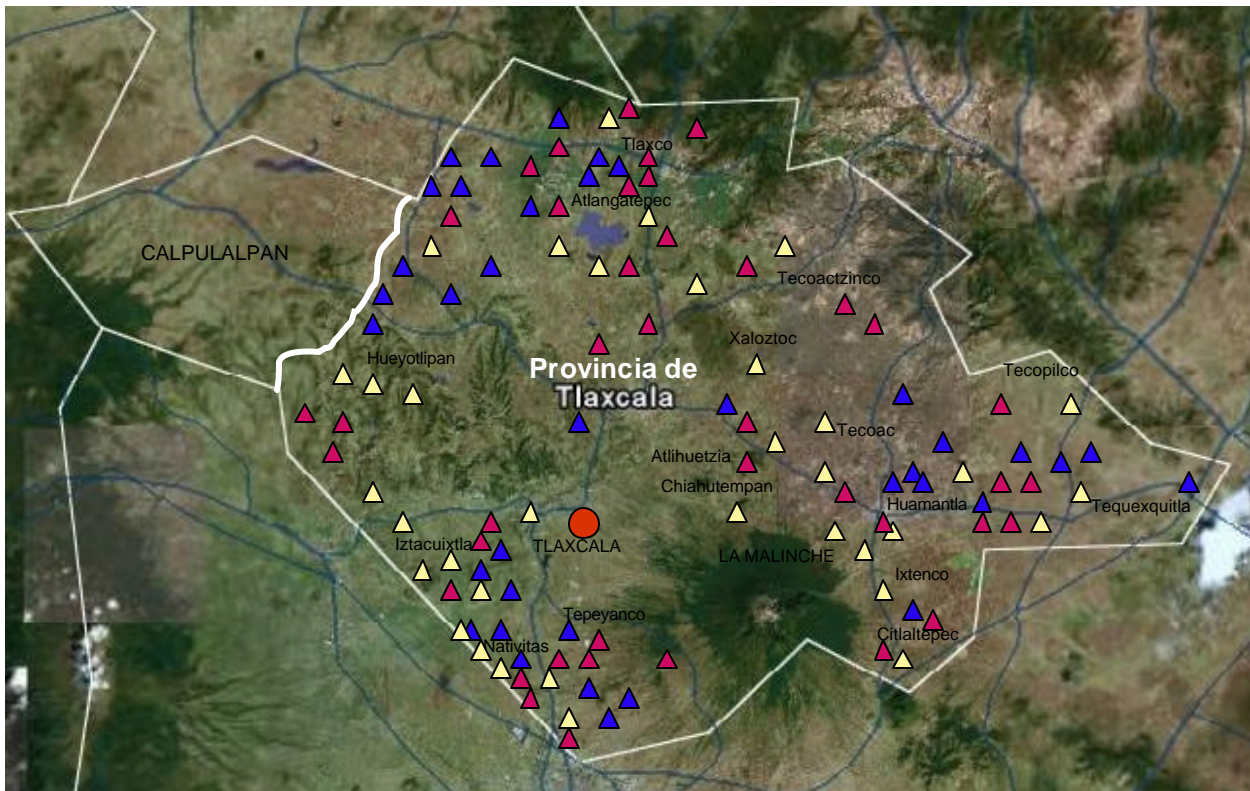 Tlaxco
Atlangatepec
CALPULALPAN
Tecoactzinco
Xaloztoc
Hueyotlipan
Provincia de
Tlaxcala
Tecopilco
Tecoac
Atlihuetzia
Chiahutempan
Huamantla
Tequexquitla
Iztacuixtla
TLAXCALA
LA MALINCHE
Ixtenco
Tepeyanco
Citlaltepec
Nativitas